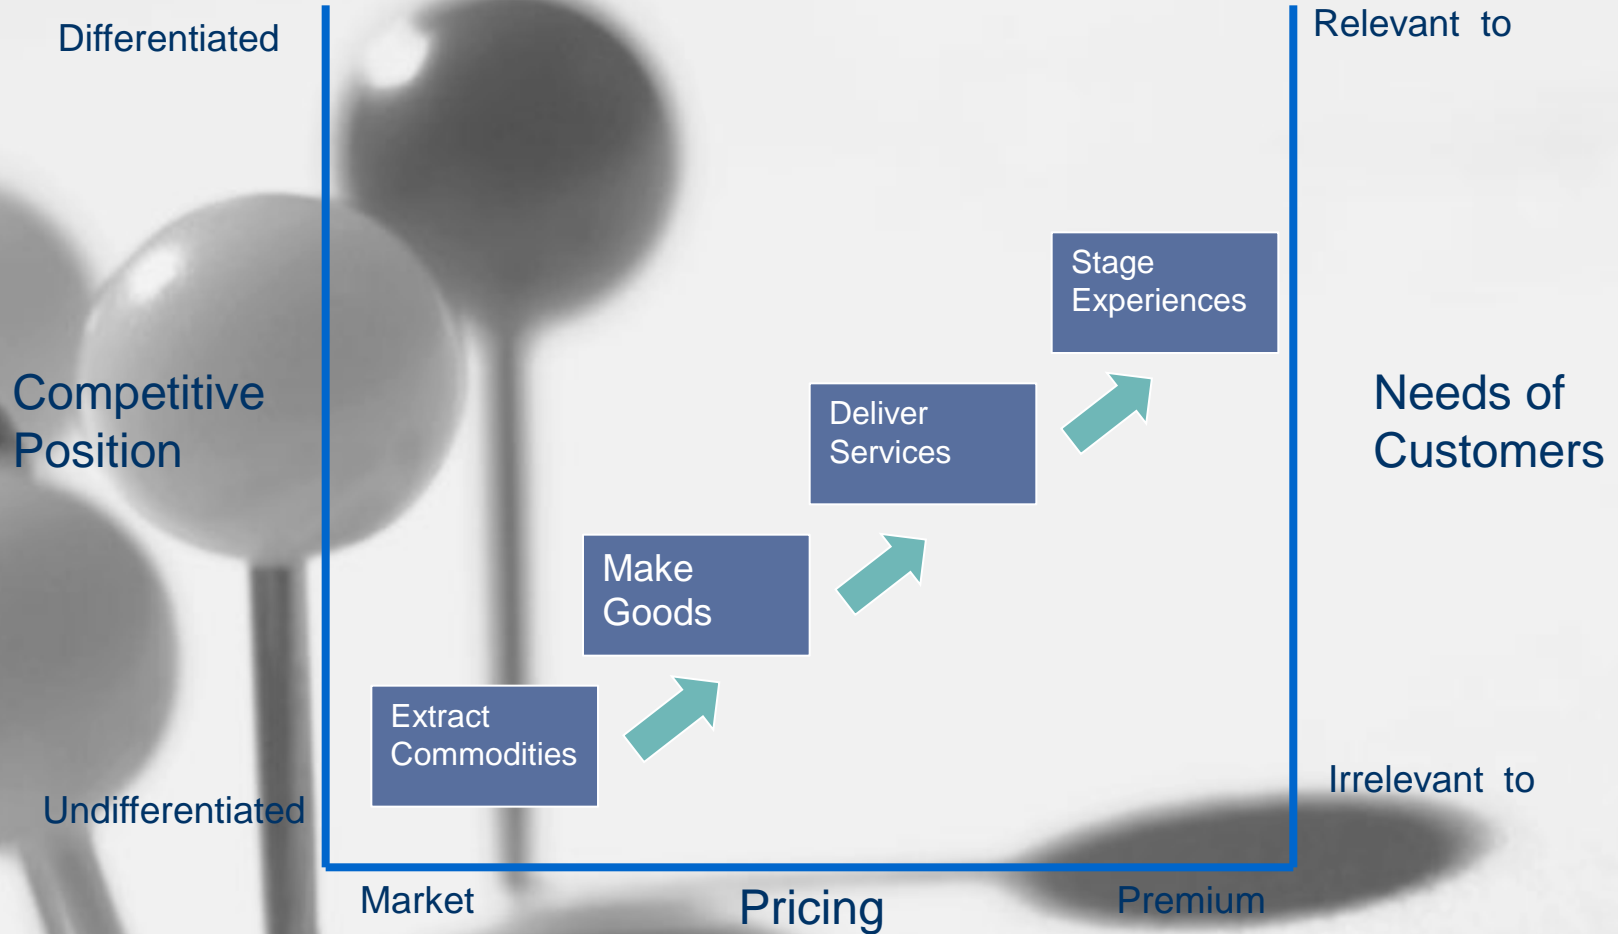 Differentiated
Relevant to
Stage
Experiences
Competitive
Position
Needs of
Customers
Deliver
Services
Make
Goods
Extract
Commodities
Irrelevant to
Undifferentiated
Market
Pricing
Premium